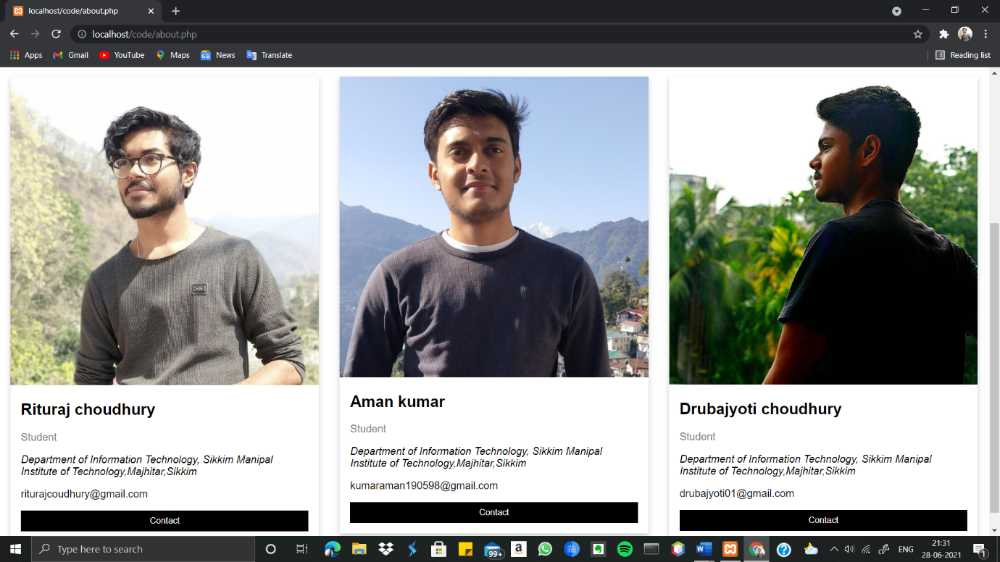 localhost/code/about.php
localhost/code/about.php
Apps Gmail YouTube Maps News Translate Reading list
Rituraj choudhury
Student
Department of Information Technology, Sikkim Manipal
Institute of Technology,Majhitar,Sikkim
riturajcoudhury@gmail.com
Contact
Aman kumar
Student
Department of Information Technology, Sikkim Manipal
Institute of Technology,Majhitar,Sikkim
kumaraman190598@gmail.com
Contact
Drubajyoti choudhury
Student
Department of Information Technology, Sikkim Manipal
Institute of Technology,Majhitar,Sikkim
drubajyoti01@gmail.com
Contact
Type here to search
99+
ENG
21:31
28-06-2021
1